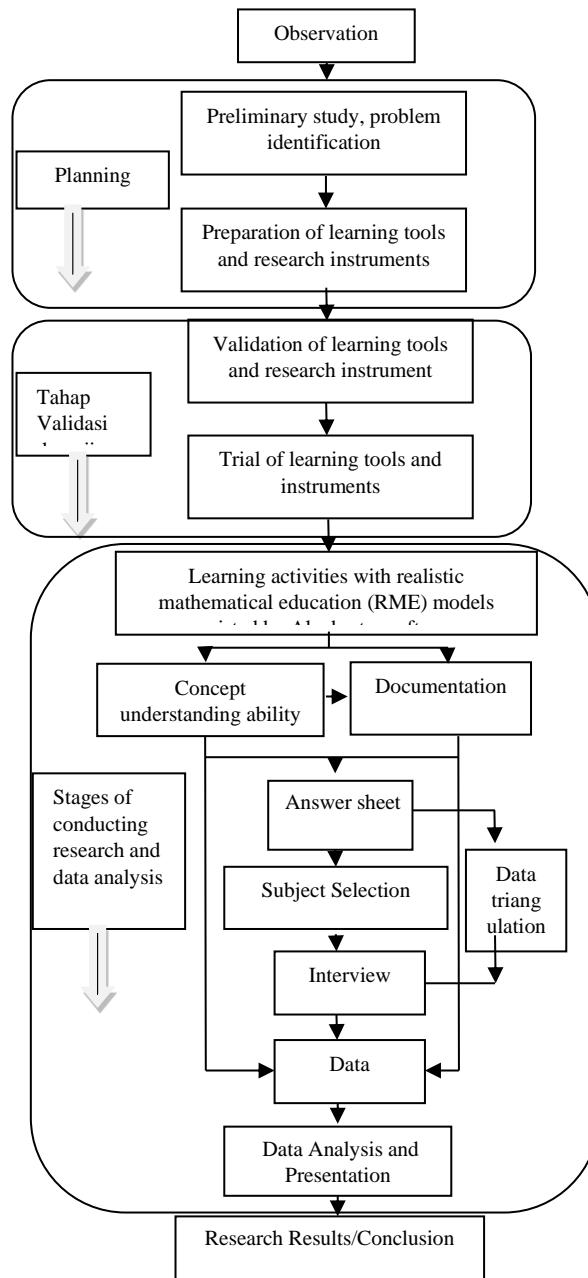 Observation
Preliminary study, problem
identification
Planning
Preparation of learning tools
and research instruments
Validation of learning tools
and research instrument
Tahap
Validasi
Trial of learning tools and
instruments
Learning activities with realistic
mathematical education (RME) models
Concept
understanding ability
Documentation
Stages of
conducting
research and
data analysis
Answer sheet
Subject Selection
Data
triang
ulation
Interview
Data
Data Analysis and
Presentation
Research Results/Conclusion